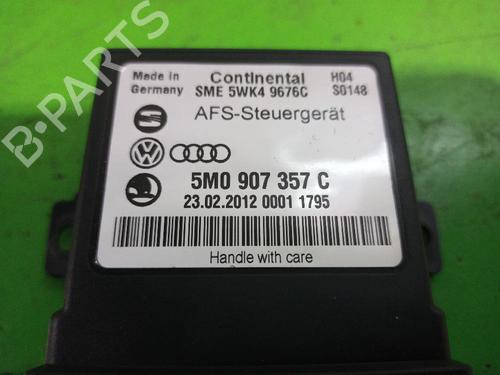 B-PARTS
Made in Germany
Continental
SME 5WK4 9676C
H04
S0148
AFS-Steuergerät
5M0 907 357 C
23.02.2012 0001 1795
Handle with care